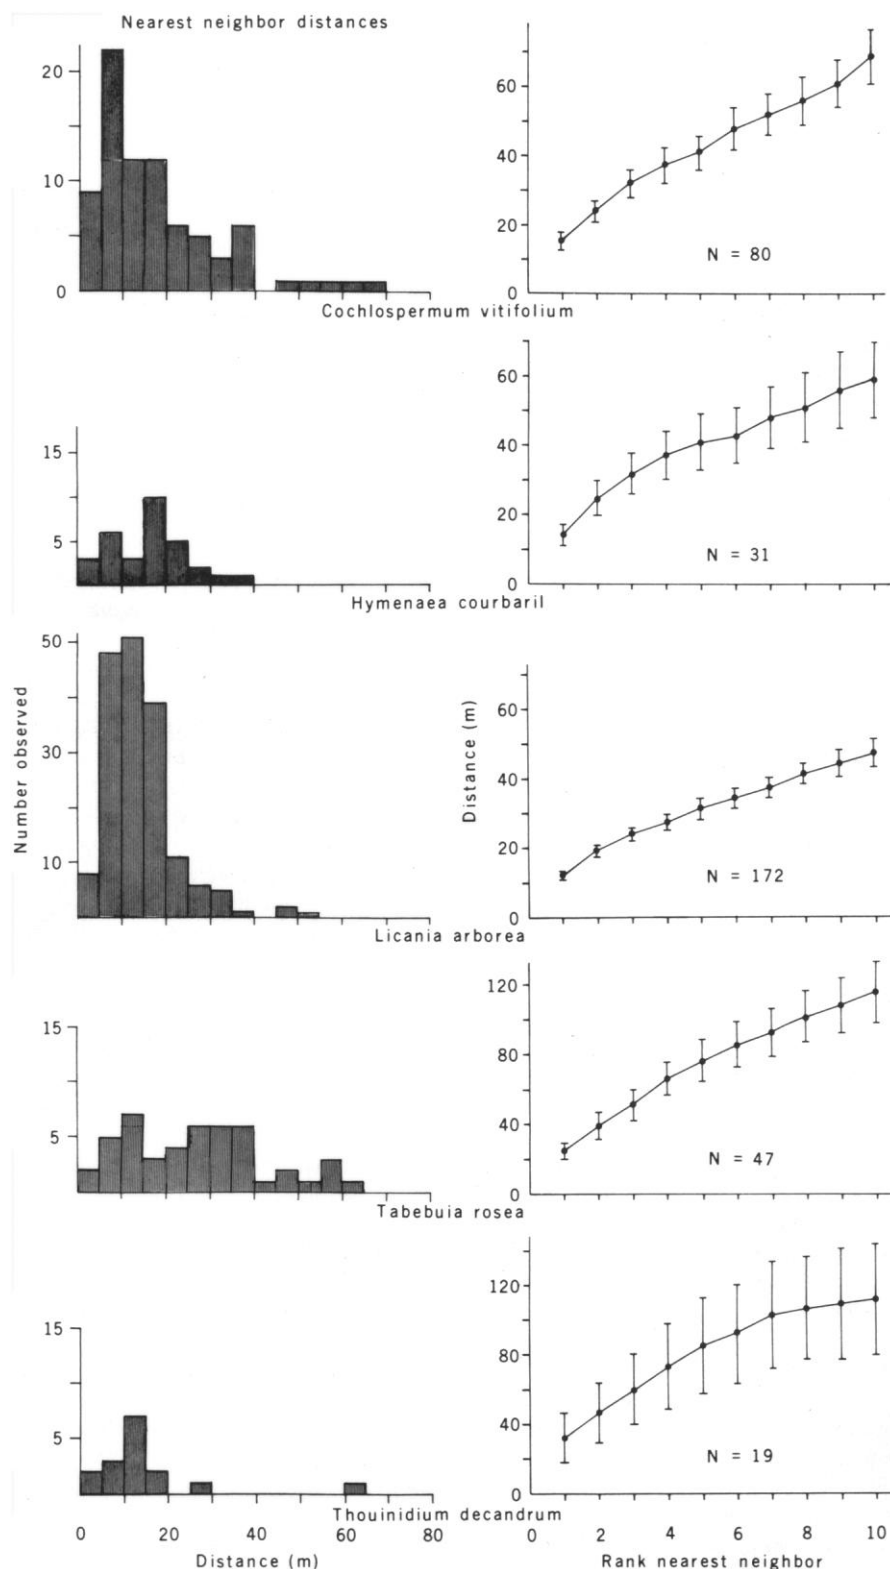 Nearest neighbor distances
20
10
0
60
40
20
0
N = 80
Cochlospermum vitifolium
15
5
60
40
20
0
N = 31
Hymenaea courbaril
Number observed
50
30
10
Distance (m)
60
40
20
0
N = 172
Licania arborea
15
5
120
80
40
0
N = 47
Tabebuia rosea
15
5
120
80
40
0
N = 19
Thouinidium decandrum
0 20 40 60 80
Distance (m)
0 2 4 6 8 10
Rank nearest neighbor